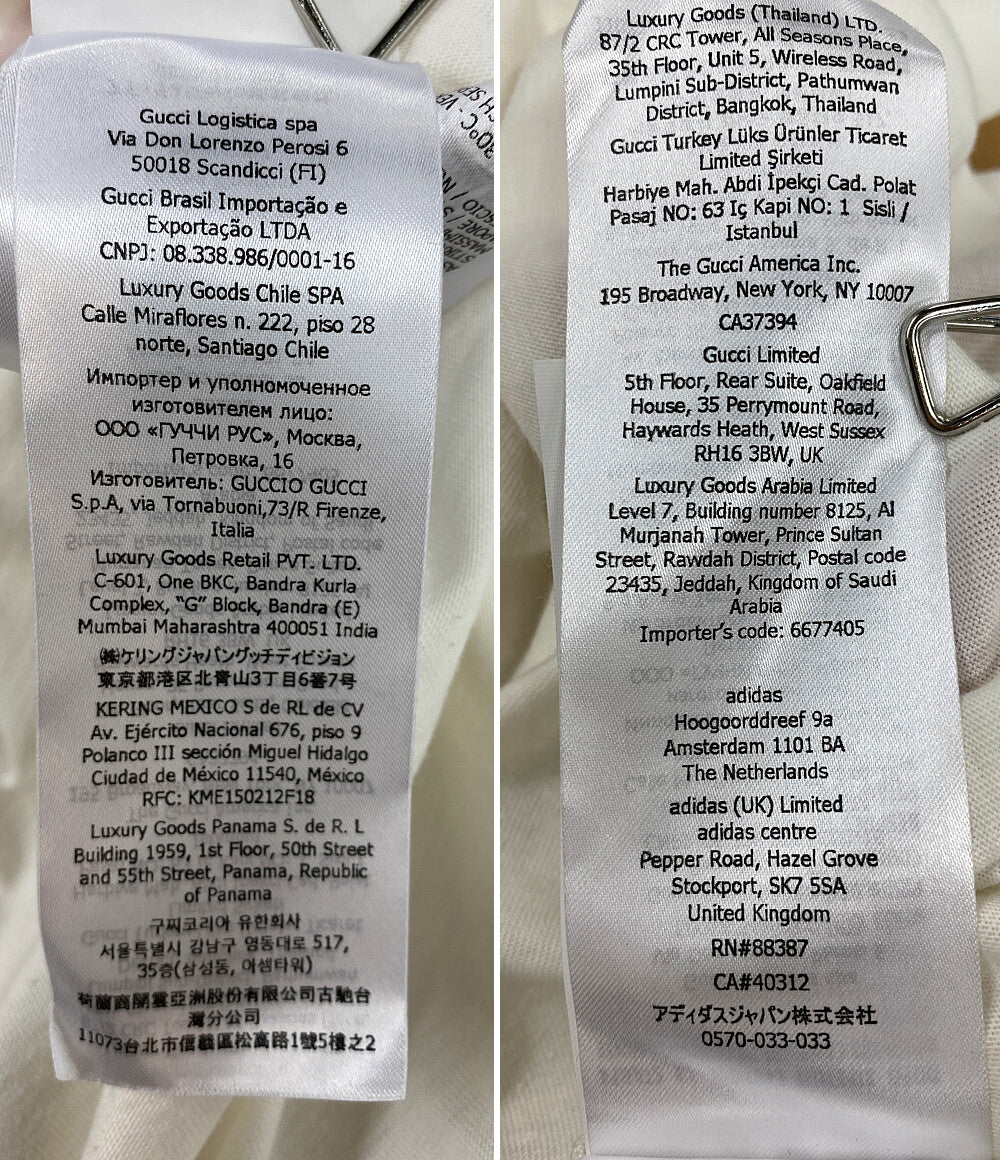 Gucci Logistica spa
Via Don Lorenzo Perosi 6
50018 Scandicci (FI)
Gucci Brasil Importação e
Exportação LTDA
CNPJ: 08.338.986/0001-16
Luxury Goods Chile SPA
Calle Miraflores n. 222, piso 28
norte, Santiago Chile
Импортер и уполномоченное
изготовителем лицо:
ООО «ГУЧЧИ РУС», Москва,
Петровка, 16
Изготовитель: GUCCIO GUCCI
S.p.A, via Tornabuoni,73/R Firenze,
Italia
Luxury Goods Retail PVT. LTD.
C-601, One BKC, Bandra Kurla
Complex, "G" Block, Bandra (E)
Mumbai Maharashtra 400051 India
㈱ケリングジャパングッチディビジョン
東京都港区北青山3丁目6番7号
KERING MEXICO S de RL de CV
Av. Ejército Nacional 676, piso 9
Polanco III sección Miguel Hidalgo
Ciudad de México 11540, México
RFC: KME150212F18
Luxury Goods Panama S. de R. L
Building 1959, 1st Floor, 50th Street
and 55th Street, Panama, Republic
of Panama
구찌코리아 유한회사
서울특별시 강남구 영동대로 517,
35층(삼성동, 아셈타워)
荷蘭商開雲亞洲股份有限公司古馳台
灣分公司
11073台北市信義區松高路1號5樓之2
Luxury Goods (Thailand) LTD.
87/2 CRC Tower, All Seasons Place,
35th Floor, Unit 5, Wireless Road,
Lumpini Sub-District, Pathumwan
District, Bangkok, Thailand
Gucci Turkey Lüks Ürünler Ticaret
Limited Şirketi
Harbiye Mah. Abdi İpekçi Cad. Polat
Pasaj NO: 63 Iç Kapi NO: 1 Sisli /
Istanbul
The Gucci America Inc.
195 Broadway, New York, NY 10007
CA37394
Gucci Limited
5th Floor, Rear Suite, Oakfield
House, 35 Perrymount Road,
Haywards Heath, West Sussex
RH16 3BW, UK
Luxury Goods Arabia Limited
Level 7, Building number 8125, Al
Murjanah Tower, Prince Sultan
Street, Rawdah District, Postal code
23435, Jeddah, Kingdom of Saudi
Arabia
Importer's code: 6677405
adidas
Hoogoorddreef 9a
Amsterdam 1101 BA
The Netherlands
adidas (UK) Limited
adidas centre
Pepper Road, Hazel Grove
Stockport, SK7 5SA
United Kingdom
RN#88387
CA#40312
アディダスジャパン株式会社
0570-033-033